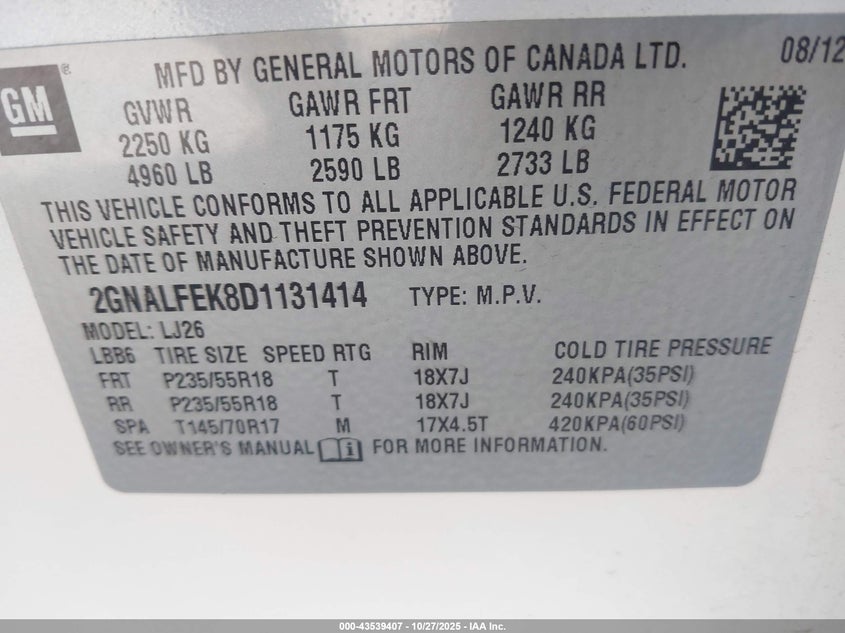 GM®
MFD BY GENERAL MOTORS OF CANADA LTD. 08/12
GVWR GAWR FRT GAWR RR
2250 KG 1175 KG 1240 KG
4960 LB 2590 LB 2733 LB
THIS VEHICLE CONFORMS TO ALL APPLICABLE U.S. FEDERAL MOTOR
VEHICLE SAFETY AND THEFT PREVENTION STANDARDS IN EFFECT ON
THE DATE OF MANUFACTURE SHOWN ABOVE.
2GNALFEK8D1131414 TYPE: M.P.V.
MODEL: LJ26
LBB6 TIRE SIZE SPEED RTG RIM COLD TIRE PRESSURE
FRT P235/55R18 T 18X7J 240KPA(35PSI)
RR P235/55R18 T 18X7J 240KPA(35PSI)
SPA T145/70R17 M 17X4.5T 420KPA(60PSI)
SEE OWNER'S MANUAL FOR MORE INFORMATION.
000-43539407 - 10/27/2025 - IAA Inc.